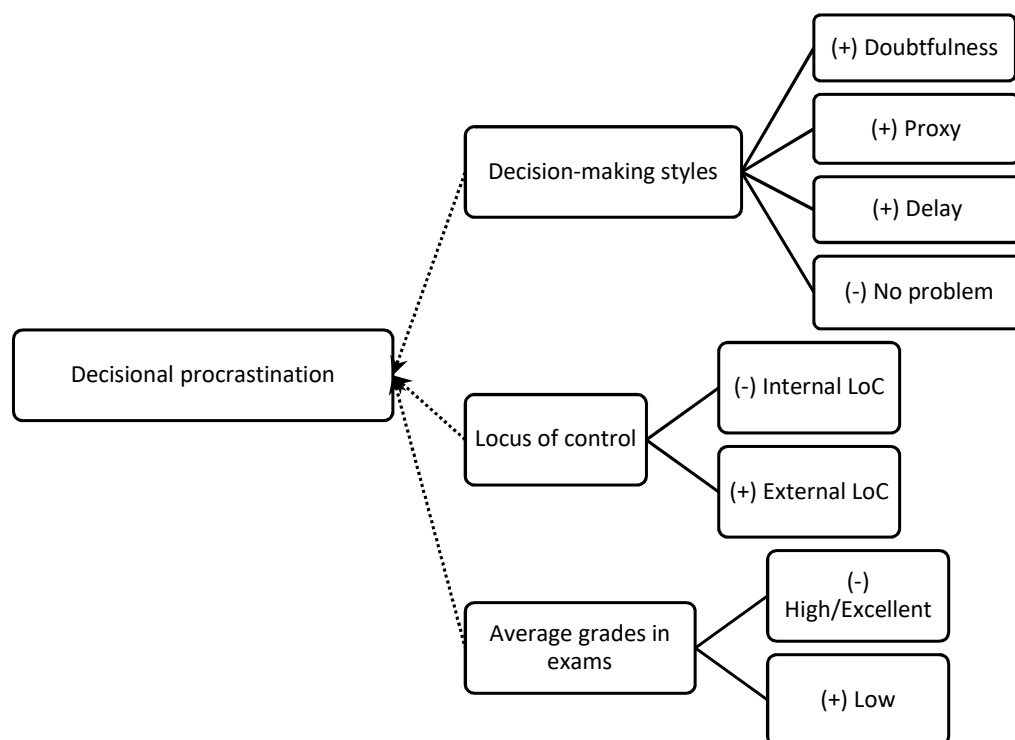 (+) Doubtfulness
(+) Proxy
Decision-making styles
(+) Delay
(-) No problem
Decisional procrastination
(-) Internal LoC
Locus of control
(+) External LoC
(-)
High/Excellent
Average grades in
exams
(+) Low